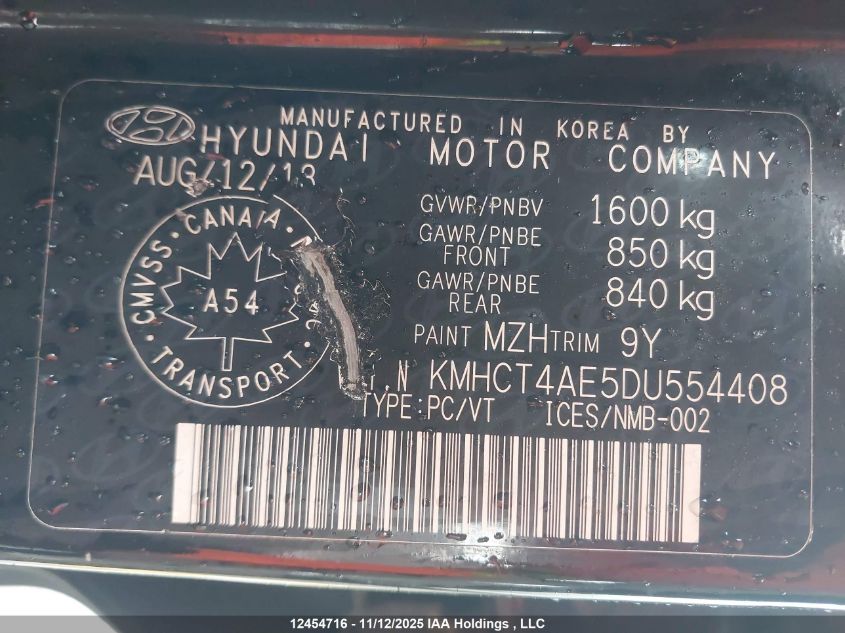 MANUFACTURED IN KOREA BY
HYUNDAI MOTOR COMPANY
AUG/12/13
GVWR/PNBV 1600 kg
GAWR/PNBE FRONT 850 kg
GAWR/PNBE REAR 840 kg
PAINT MZH TRIM 9Y
CMVSS · CANADA
A54
TRANSPORT
KMHCT4AE5DU554408
TYPE:PC/VT ICES/NMB-002
12454716 - 11/12/2025 IAA Holdings , LLC